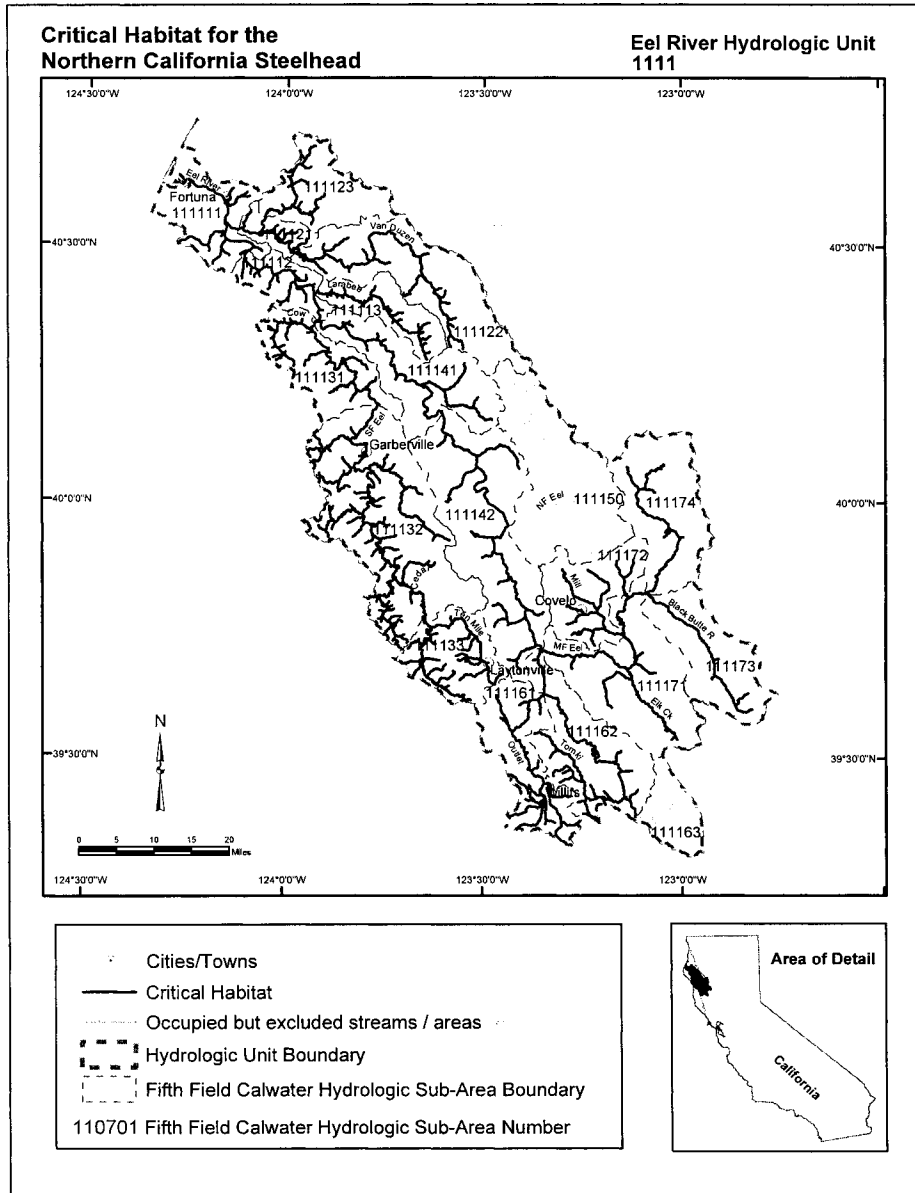 Critical Habitat for the
Northern California Steelhead
Eel River Hydrologic Unit
1111
124°30'0"W
124°0'0"W
123°30'0"W
123°0'0"W
Eel River
Fortuna
111111
111123
40°30'0"N
40°30'0"N
Van Duzen
111121
111112
Larabee
111113
Cow
111122
111131
111141
SF Eel
Garberville
40°0'0"N
40°0'0"N
NF Eel
111150
111174
111142
111132
111172
Cedar
Mill
Covelo
Black Butte R
Ten Mile
111133
MF Eel
111173
Laytonville
111161
111171
Elk Ck
111162
Outlet
Tomki
39°30'0"N
39°30'0"N
Willits
111163
N
0 5 10 15 20
Miles
124°30'0"W
124°0'0"W
123°30'0"W
123°0'0"W
Cities/Towns
Critical Habitat
Occupied but excluded streams / areas
Hydrologic Unit Boundary
Fifth Field Calwater Hydrologic Sub-Area Boundary
110701 Fifth Field Calwater Hydrologic Sub-Area Number
Area of Detail
California